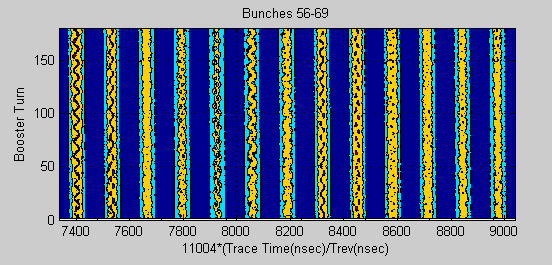 Bunches 56-69
150
100
50
0
Booster Turn
7400 7600 7800 8000 8200 8400 8600 8800 9000
11004*(Trace Time(nsec)/Trev(nsec)